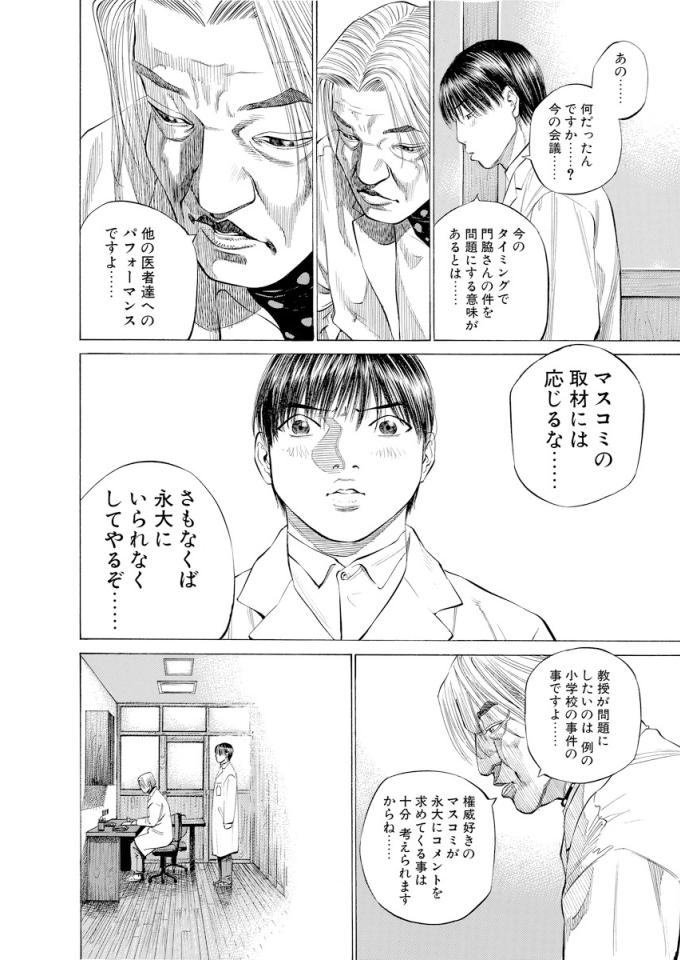 あの……
何だったん
ですか……？
今の会議……
今の
タイミングで
門脇さんの件を
問題にする意味が
あるとは……
他の医者達への
パフォーマンス
ですよ……
マスコミの
取材には
応じるな……
さもなくば
永大に
いられなく
してやるぞ……
教授が問題に
したいのは 例の
小学校の事件の
事ですよ……
権威好きの
マスコミが
永大にコメントを
求めてくる事は
十分 考えられます
からね……